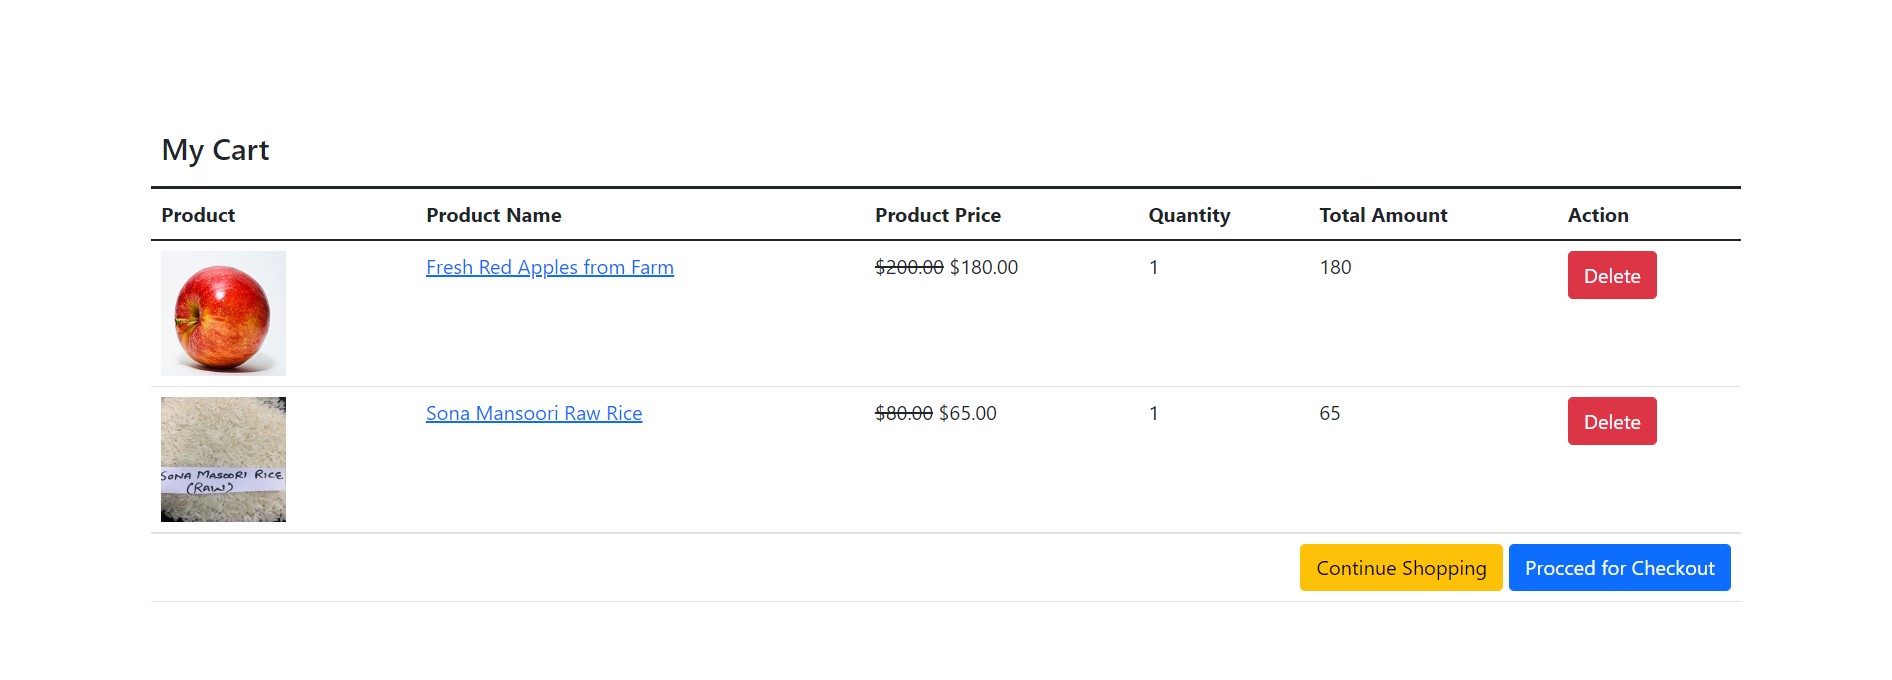 My Cart
Product Product Name Product Price Quantity Total Amount Action
Fresh Red Apples from Farm $200.00 $180.00 1 180 Delete
Sona Mansoori Raw Rice $80.00 $65.00 1 65 Delete
SONA MASOORI RICE
(RAW)
Continue Shopping Procced for Checkout